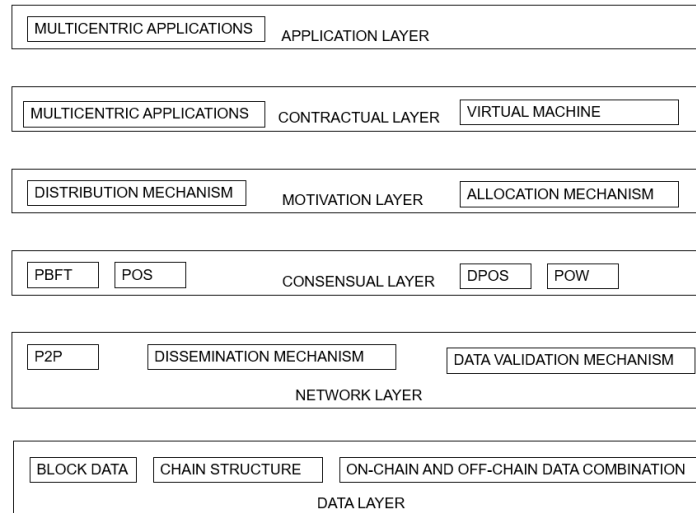 MULTICENTRIC APPLICATIONS
APPLICATION LAYER
MULTICENTRIC APPLICATIONS
CONTRACTUAL LAYER
VIRTUAL MACHINE
DISTRIBUTION MECHANISM
MOTIVATION LAYER
ALLOCATION MECHANISM
PBFT
POS
CONSENSUAL LAYER
DPOS
POW
P2P
DISSEMINATION MECHANISM
DATA VALIDATION MECHANISM
NETWORK LAYER
BLOCK DATA
CHAIN STRUCTURE
ON-CHAIN AND OFF-CHAIN DATA COMBINATION
DATA LAYER